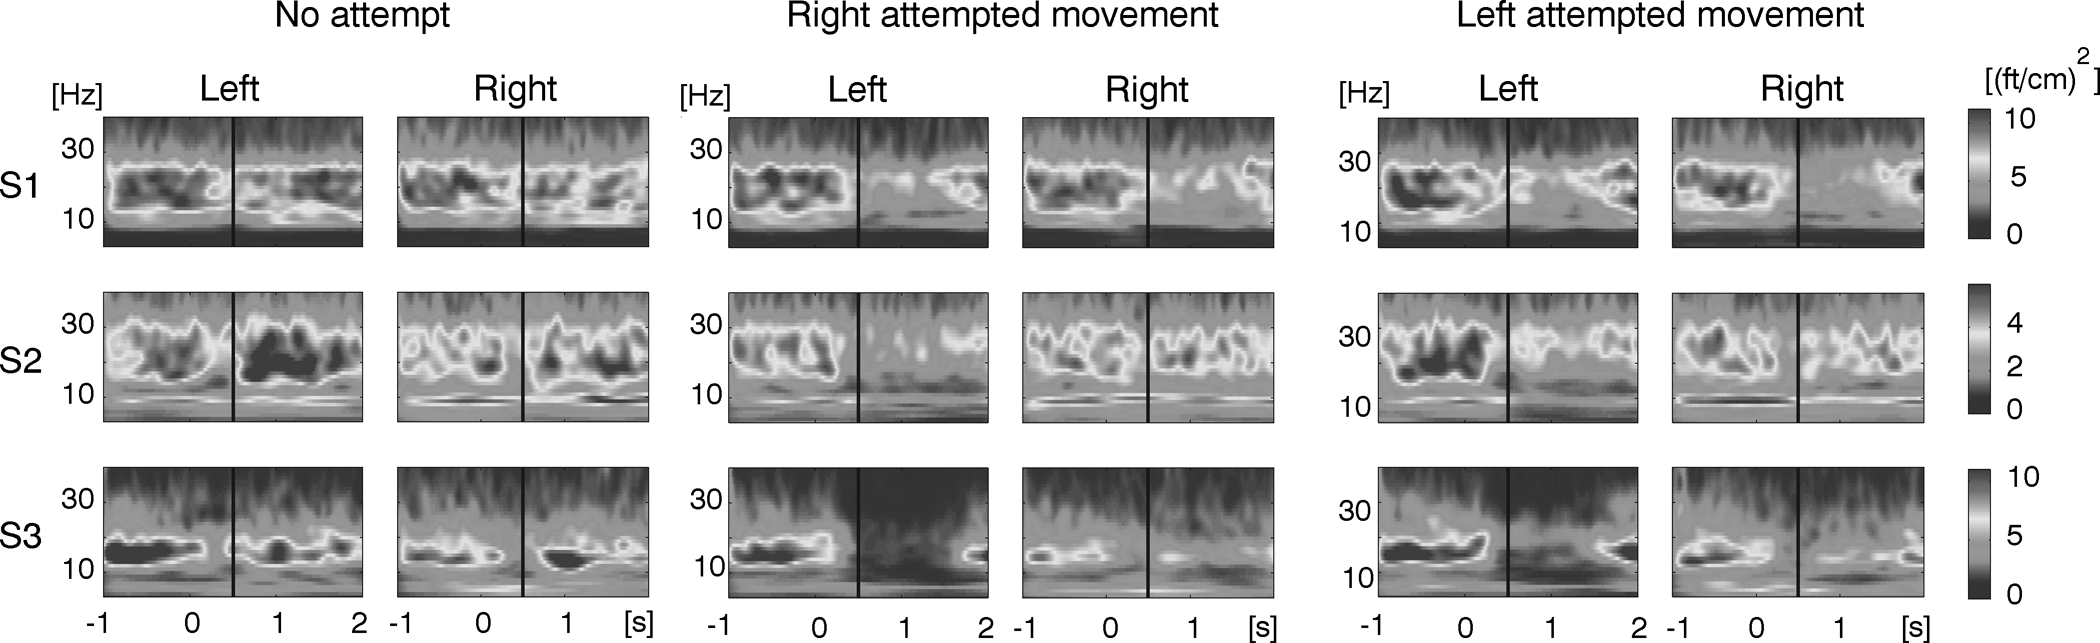 No attempt Right attempted movement Left attempted movement
[(ft/cm)2]
[Hz] Left Right [Hz] Left Right [Hz] Left Right
S1 30 10 30 10 30 10 10 5 0
S2 30 10 30 10 30 10 4 2 0
S3 30 10 30 10 30 10 10 5 0
-1 0 1 2 -1 0 1 [s] -1 0 1 2 -1 0 1 [s] -1 0 1 2 -1 0 1 [s]